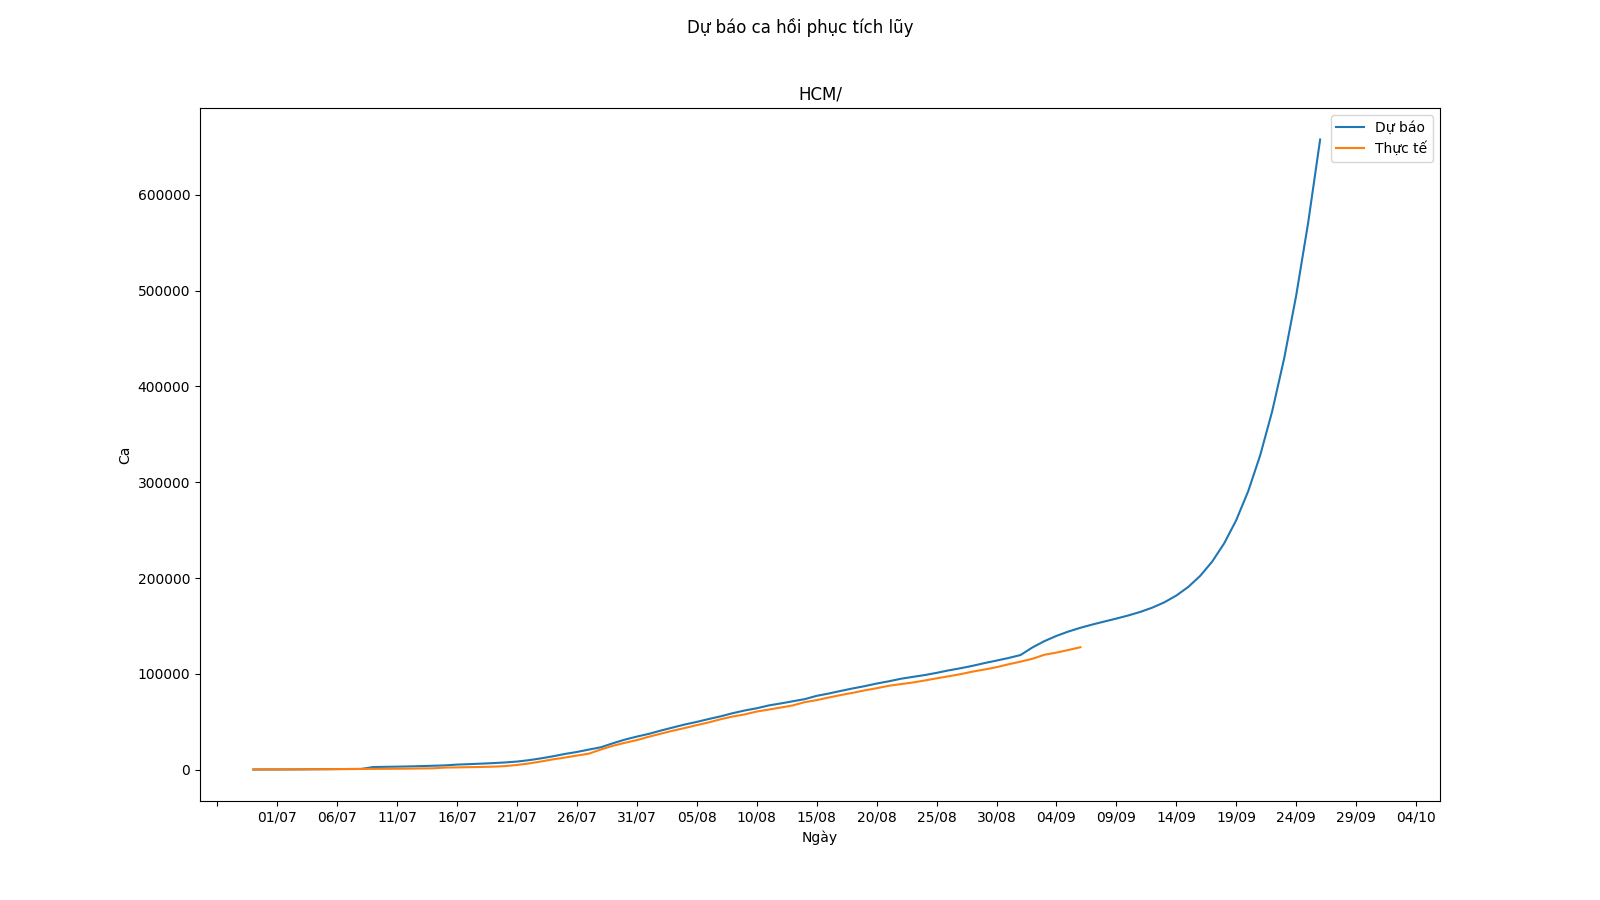 Dự báo ca hồi phục tích lũy
HCM/
Dự báo
Thực tế
600000
500000
400000
300000
200000
100000
0
Ca
01/07 06/07 11/07 16/07 21/07 26/07 31/07 05/08 10/08 15/08 20/08 25/08 30/08 04/09 09/09 14/09 19/09 24/09 29/09 04/10
Ngày